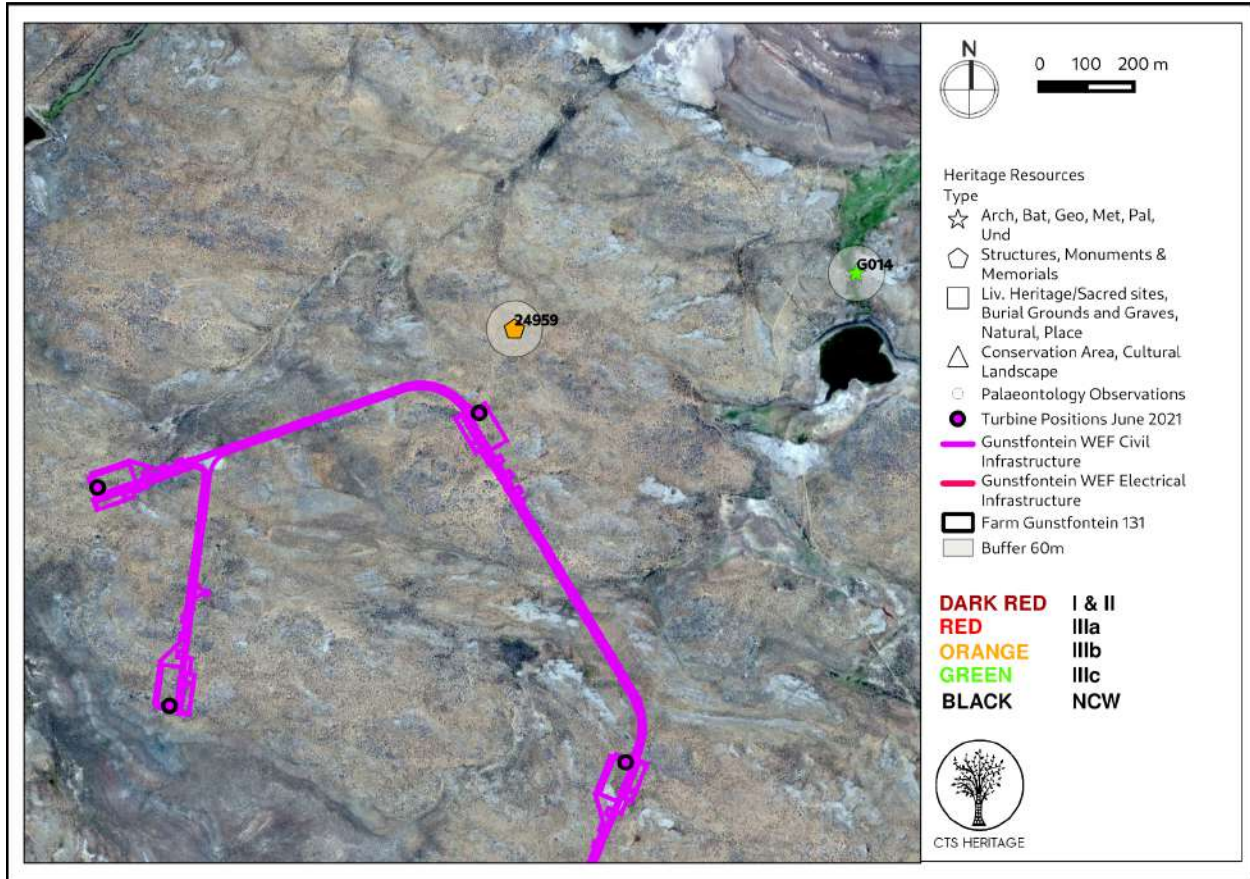 N
0 100 200 m
Heritage Resources
Type
Arch, Bat, Geo, Met, Pal,
Und
Structures, Monuments &
Memorials
Liv. Heritage/Sacred sites,
Burial Grounds and Graves,
Natural, Place
Conservation Area, Cultural
Landscape
Palaeontology Observations
Turbine Positions June 2021
Gunstfontein WEF Civil
Infrastructure
Gunstfontein WEF Electrical
Infrastructure
Farm Gunstfontein 131
Buffer 60m
DARK RED I & II
RED IIIa
ORANGE IIIb
GREEN IIIc
BLACK NCW
CTS HERITAGE
G014
24959